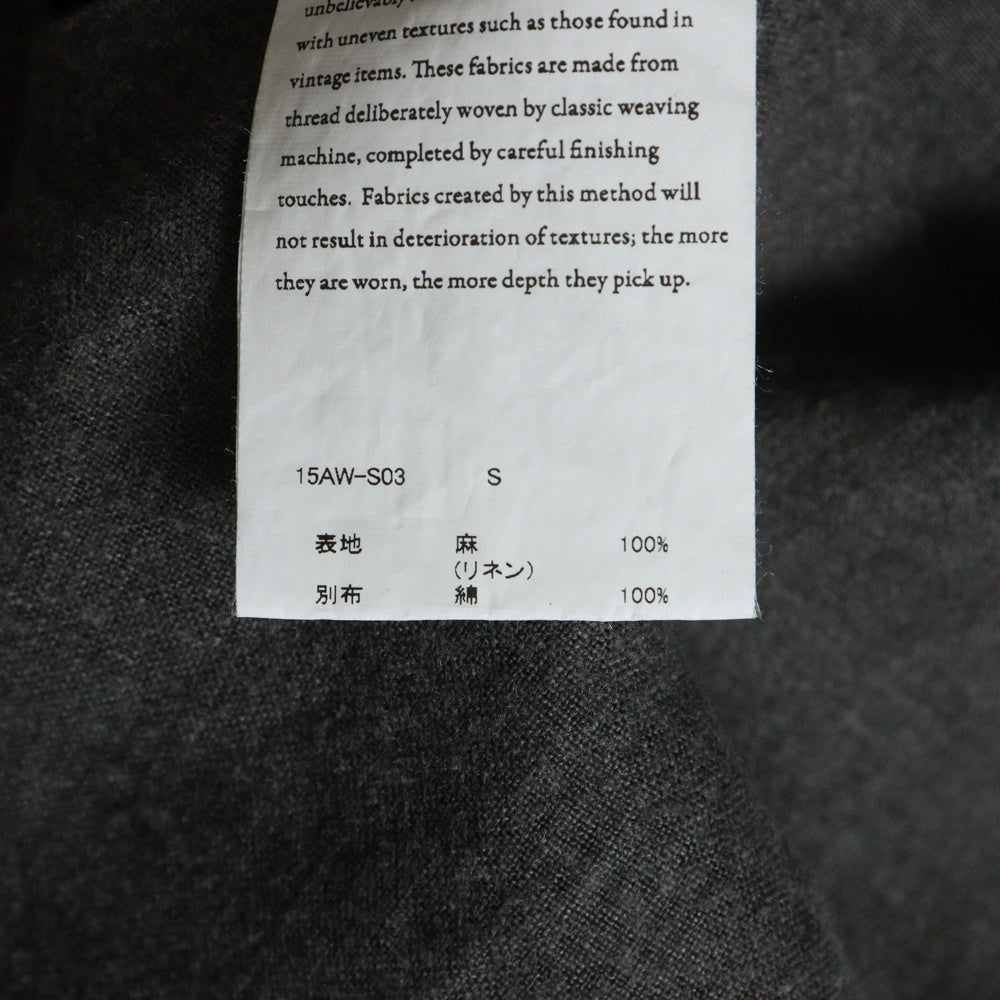 unbelievably
with uneven textures such as those found in
vintage items. These fabrics are made from
thread deliberately woven by classic weaving
machine, completed by careful finishing
touches. Fabrics created by this method will
not result in deterioration of textures; the more
they are worn, the more depth they pick up.
15AW-S03 S
表地 麻 100%
(リネン)
別布 綿 100%